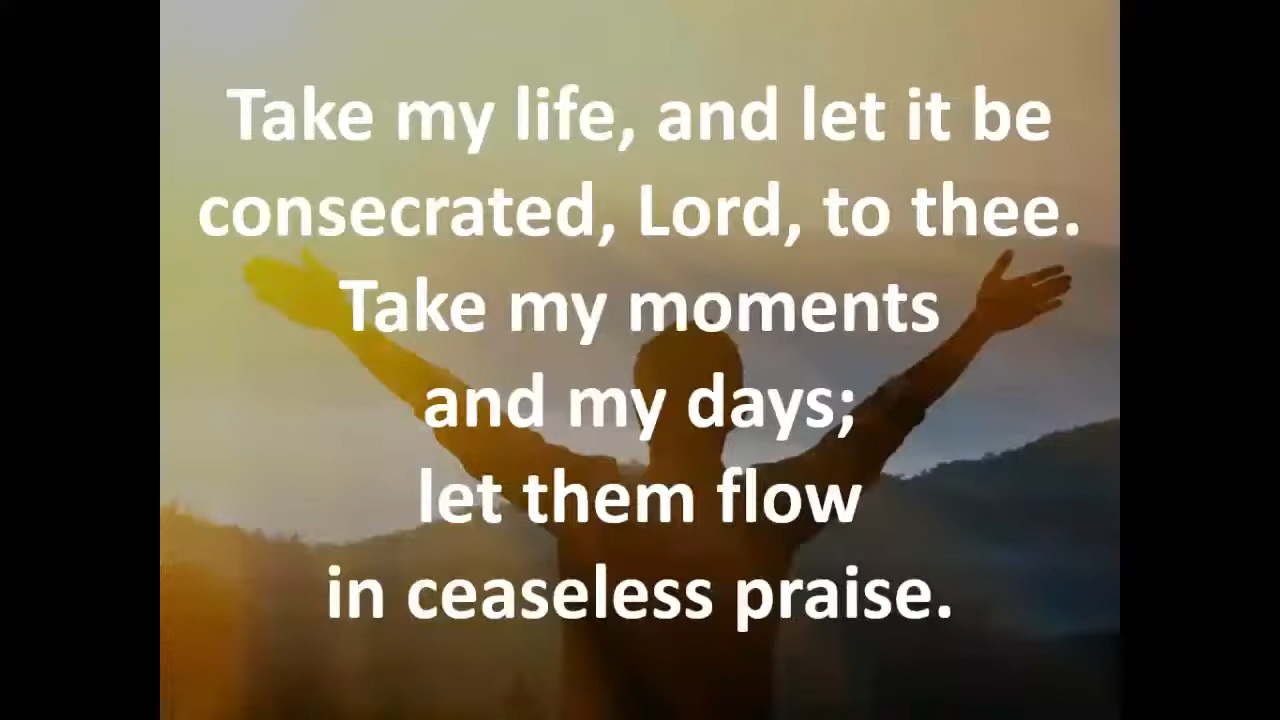 Take my life, and let it be
consecrated, Lord, to thee.
Take my moments
and my days;
let them flow
in ceaseless praise.